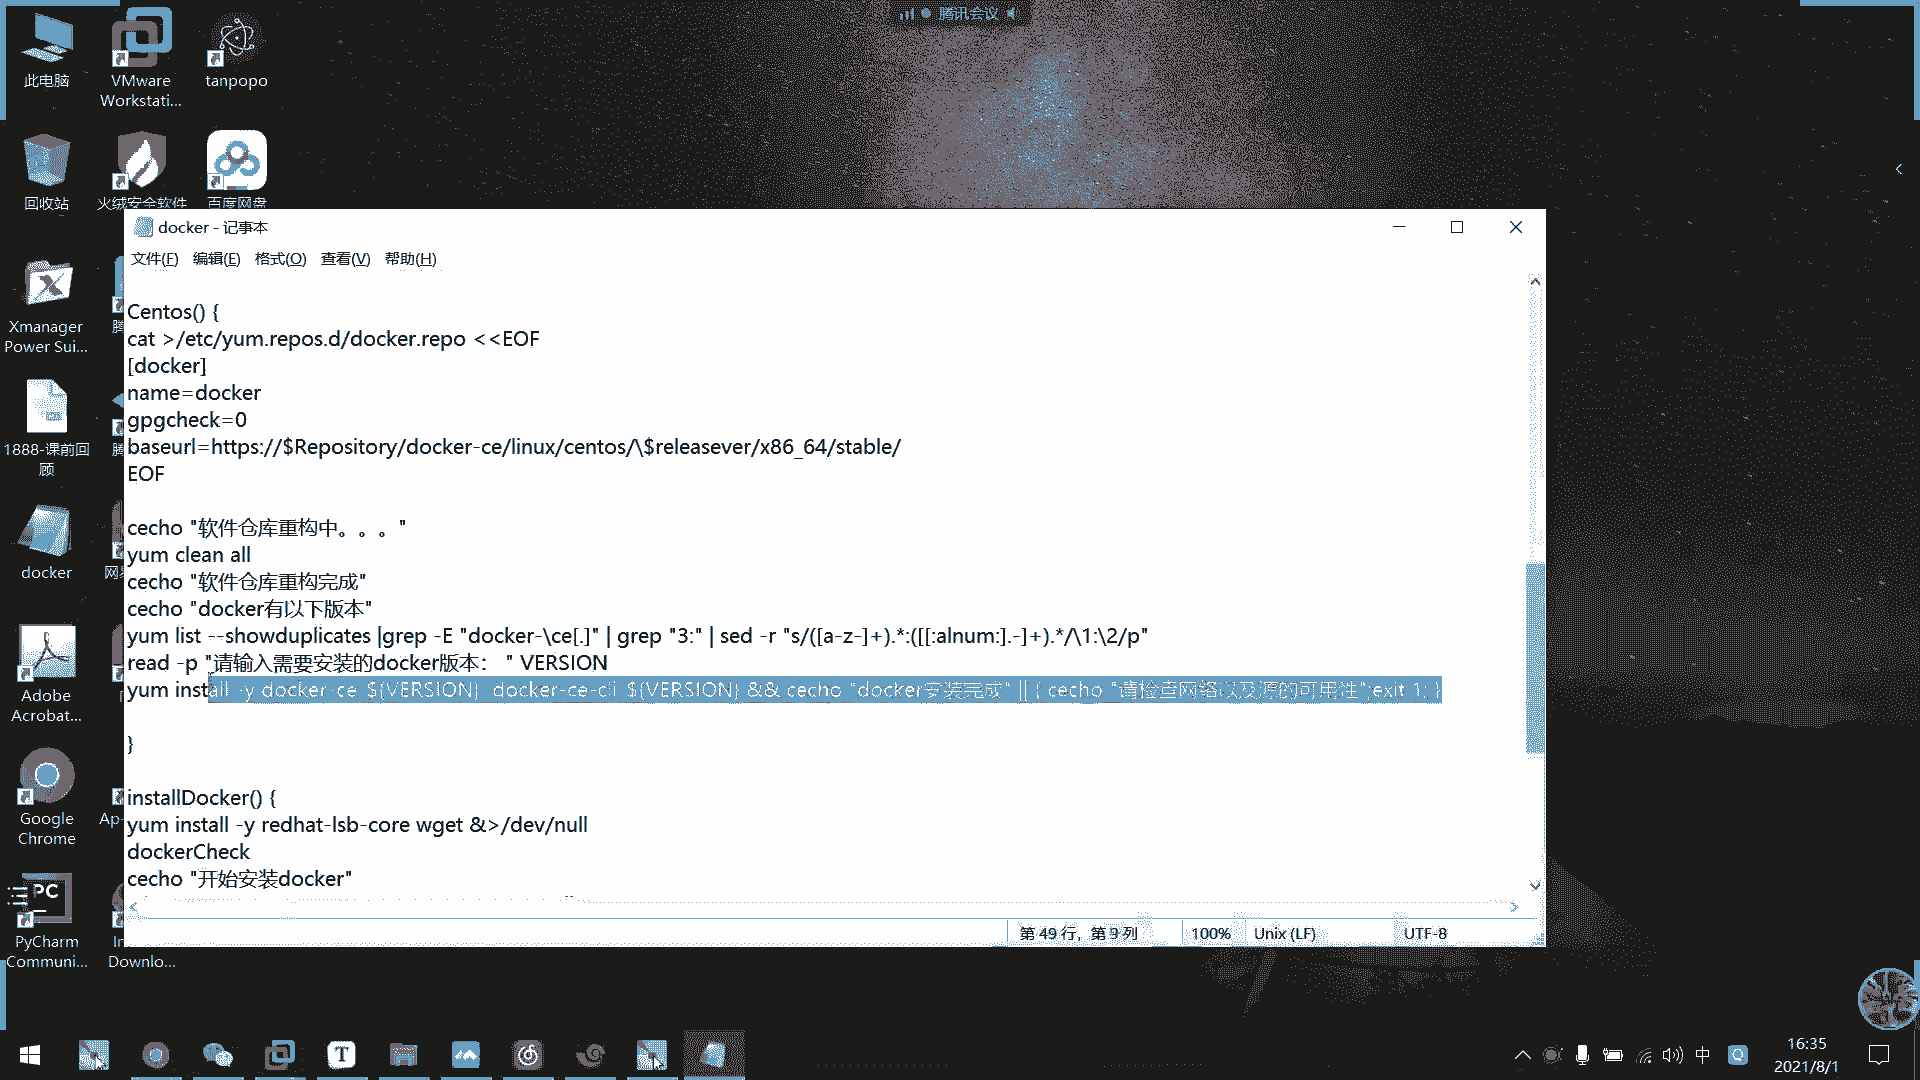 腾讯会议
此电脑
VMware Workstati...
tanpopo
回收站
火绒安全软件
百度网盘
Xmanager Power Sui...
1888-课前回顾
docker
Adobe Acrobat...
Google Chrome
PyCharm Communi...
Downlo...
docker - 记事本
文件(F) 编辑(E) 格式(O) 查看(V) 帮助(H)
Centos() {
cat >/etc/yum.repos.d/docker.repo <<EOF
[docker]
name=docker
gpgcheck=0
baseurl=https://$Repository/docker-ce/linux/centos/\$releasever/x86_64/stable/
EOF
cecho "软件仓库重构中。。。"
yum clean all
cecho "软件仓库重构完成"
cecho "docker有以下版本"
yum list --showduplicates |grep -E "docker-\ce[.]" | grep "3:" | sed -r "s/([a-z-]+).*:([[:alnum:].-]+).*/\1:\2/p"
read -p "请输入需要安装的docker版本： " VERSION
yum install -y docker-ce-${VERSION} docker-ce-cli-${VERSION} && cecho "docker安装完成" || { cecho "请检查网络以及源的可用性";exit 1; }
}
installDocker() {
yum install -y redhat-lsb-core wget &>/dev/null
dockerCheck
cecho "开始安装docker"
第 49 行，第 9 列
100%
Unix (LF)
UTF-8
中
16:35
2021/8/1